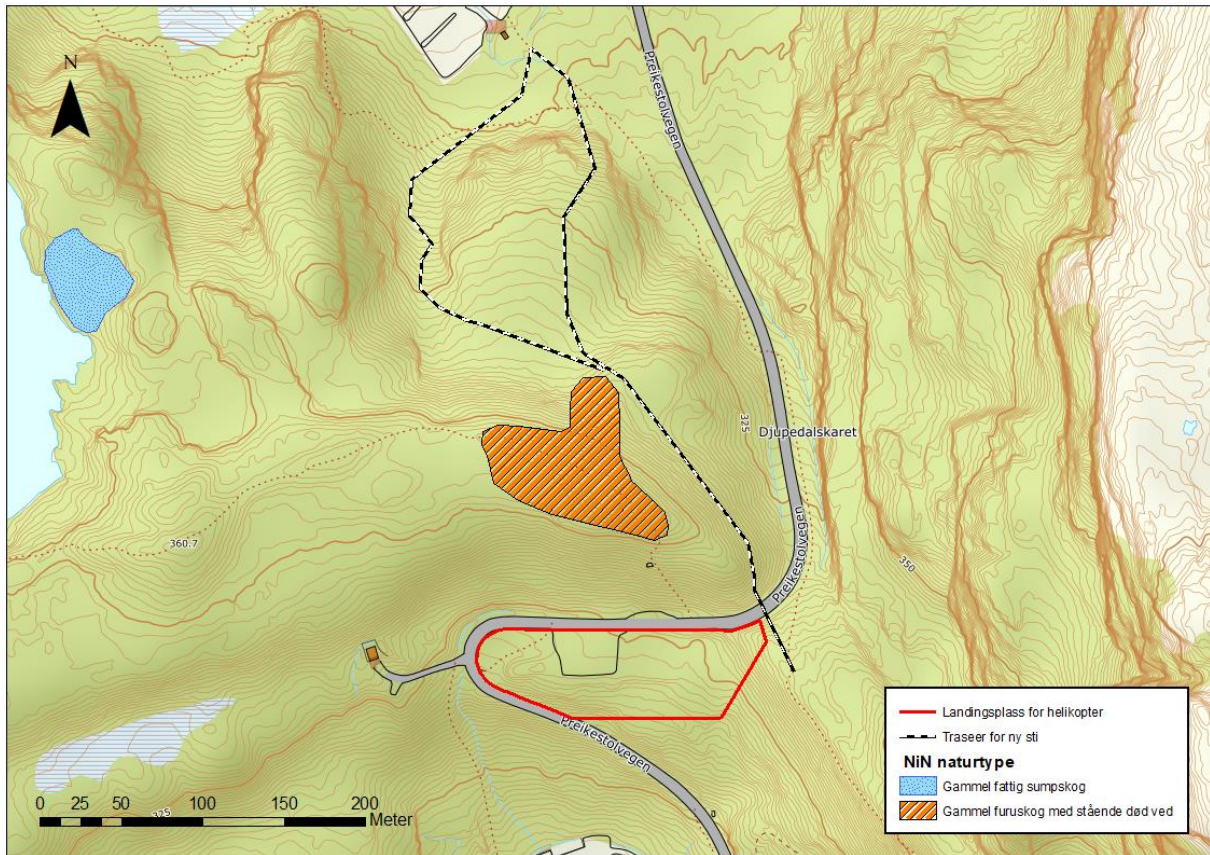 N
Preikestolvegen
325
Djupedalskaret
360.7
Preikestolvegen
350
Preikestolvegen
325
0 25 50 100 150 200
Meter
Landingsplass for helikopter
Traseer for ny sti
NiN naturtype
Gammel fattig sumpskog
Gammel furuskog med stående død ved